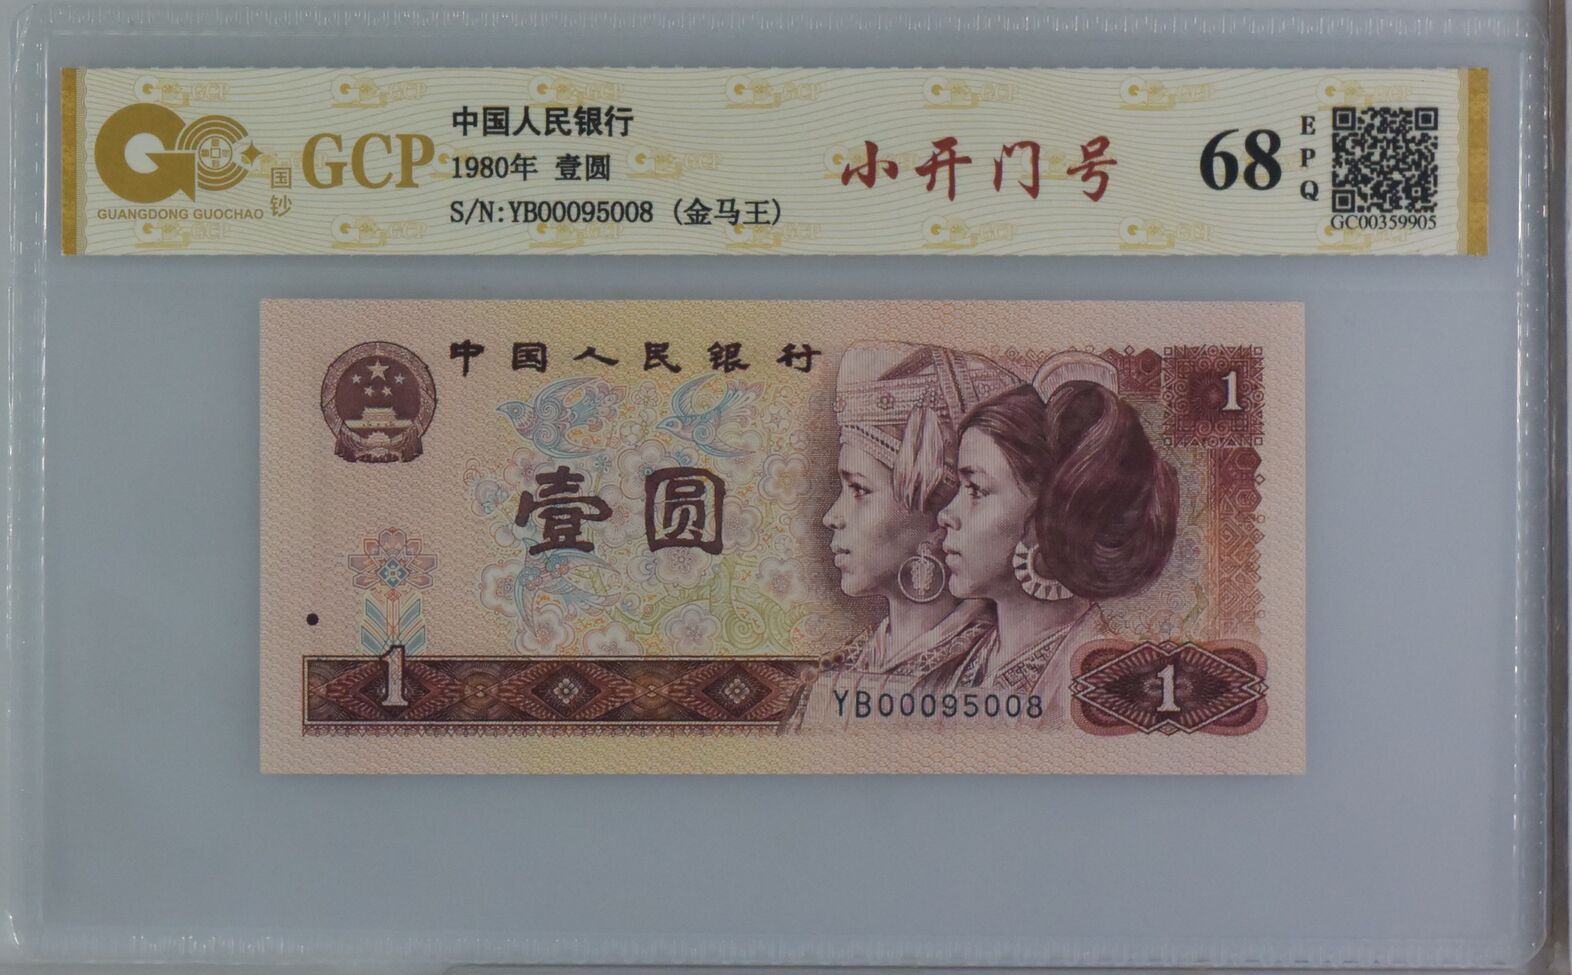 GCP
国钞
GUANGDONG GUOCHAO
中国人民银行
1980年 壹圆
S/N:YB00095008 (金马王)
小开门号
68
EPQ
GC00359905
中国人民银行
1
壹圆
1
YB00095008
1